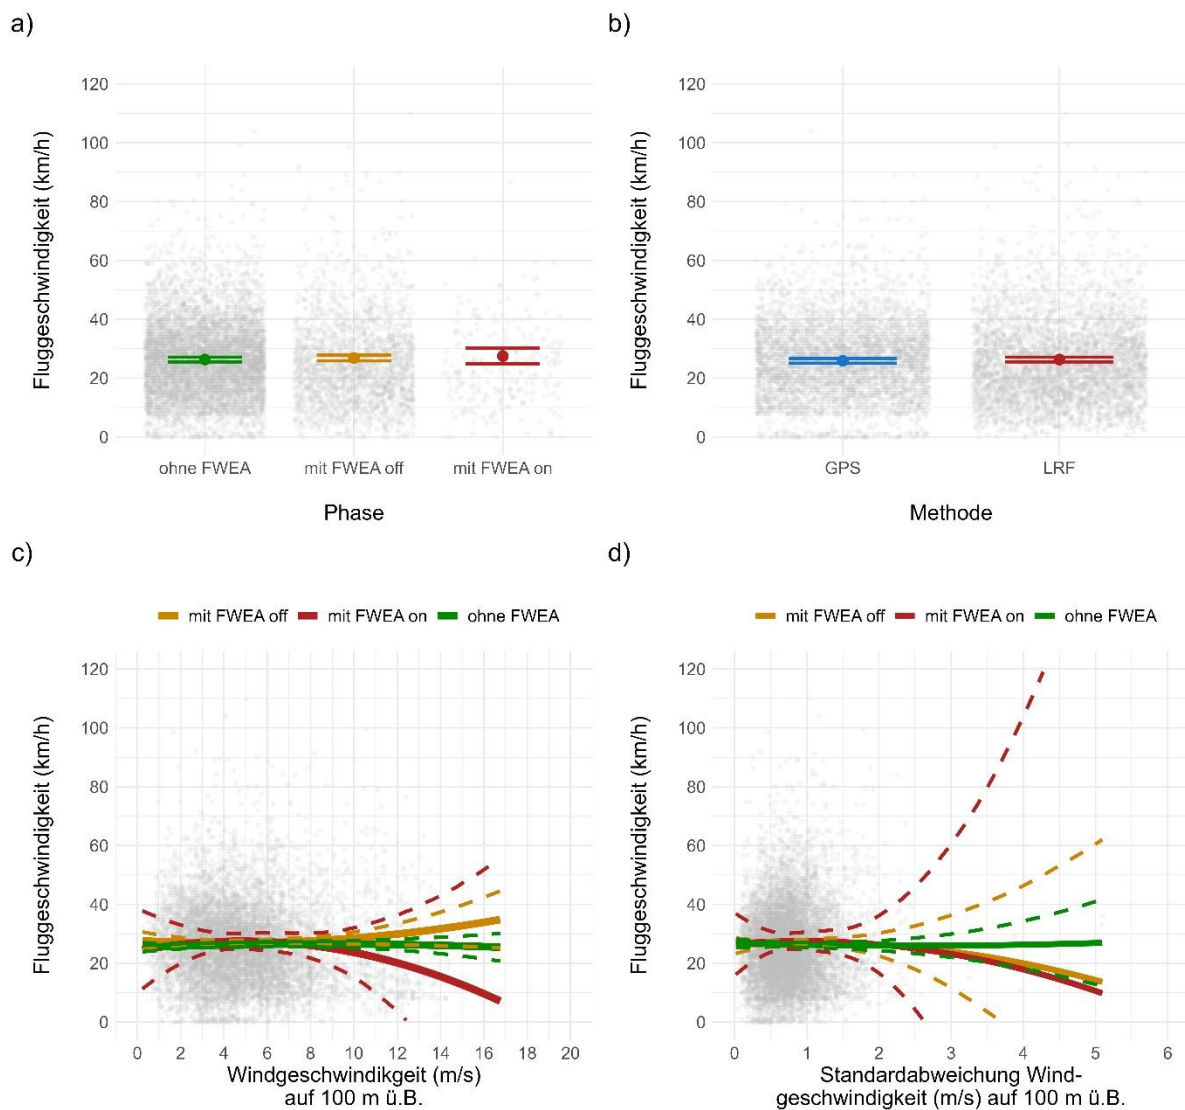 a)
Fluggeschwindigkeit (km/h)
120
100
80
60
40
20
0
ohne FWEA
mit FWEA off
mit FWEA on
Phase
b)
Fluggeschwindigkeit (km/h)
120
100
80
60
40
20
0
GPS
LRF
Methode
c)
mit FWEA off mit FWEA on ohne FWEA
Fluggeschwindigkeit (km/h)
120
100
80
60
40
20
0
0 2 4 6 8 10 12 14 16 18 20
Windgeschwindikgeit (m/s)
auf 100 m ü.B.
d)
mit FWEA off mit FWEA on ohne FWEA
Fluggeschwindigkeit (km/h)
120
100
80
60
40
20
0
0 1 2 3 4 5 6
Standardabweichung Wind-
geschwindigkeit (m/s) auf 100 m ü.B.